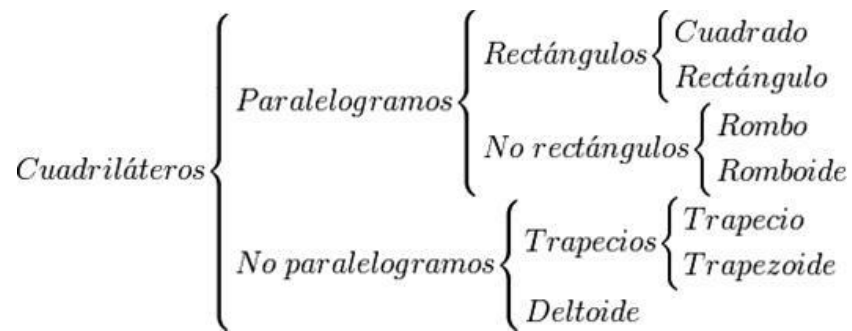 Cuadriláteros
Paralelogramos
Rectángulos
Cuadrado
Rectángulo
No rectángulos
Rombo
Romboide
No paralelogramos
Trapecios
Trapecio
Trapezoide
Deltoide